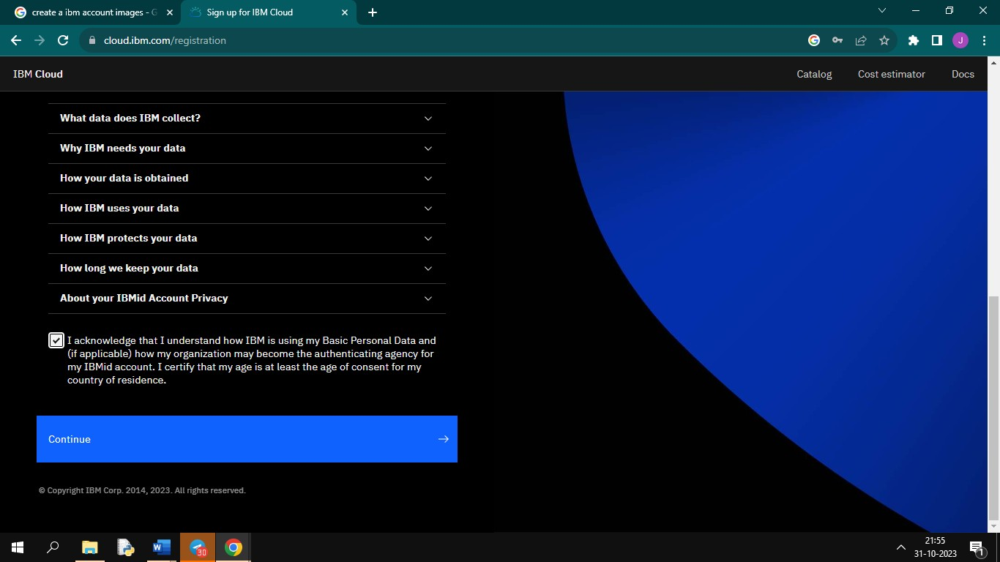 create a ibm account images - G
Sign up for IBM Cloud
cloud.ibm.com/registration
J
IBM Cloud
Catalog
Cost estimator
Docs
What data does IBM collect?
Why IBM needs your data
How your data is obtained
How IBM uses your data
How IBM protects your data
How long we keep your data
About your IBMid Account Privacy
I acknowledge that I understand how IBM is using my Basic Personal Data and
(if applicable) how my organization may become the authenticating agency for
my IBMid account. I certify that my age is at least the age of consent for my
country of residence.
Continue
© Copyright IBM Corp. 2014, 2023. All rights reserved.
W
30
21:55
31-10-2023
1